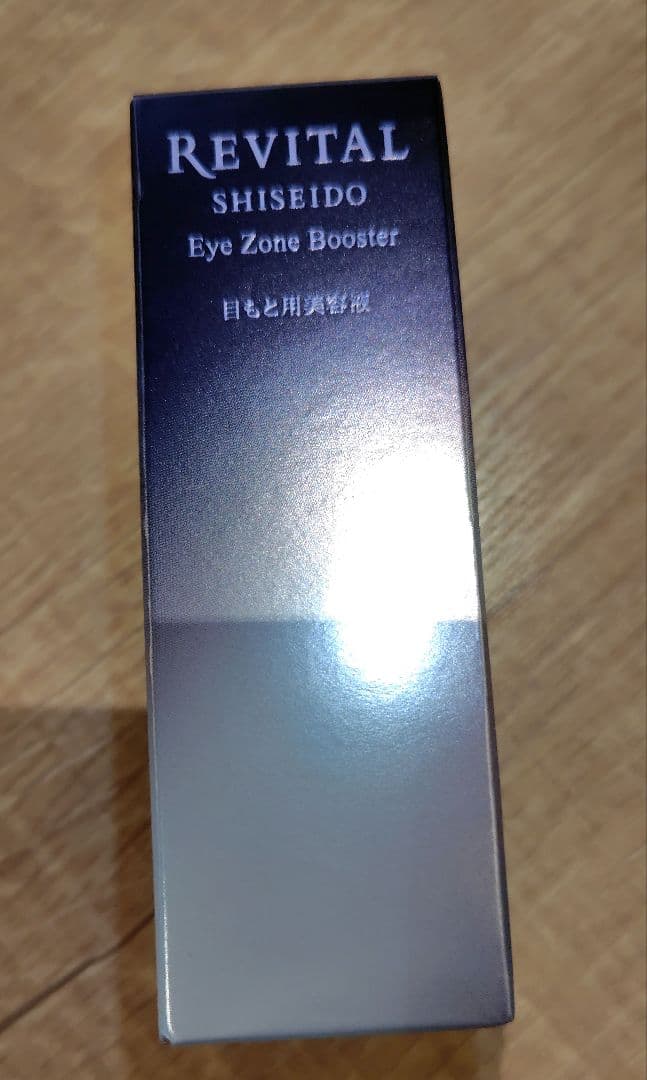 REVITAL
SHISEIDO
Eye Zone Booster
目もと用美容液